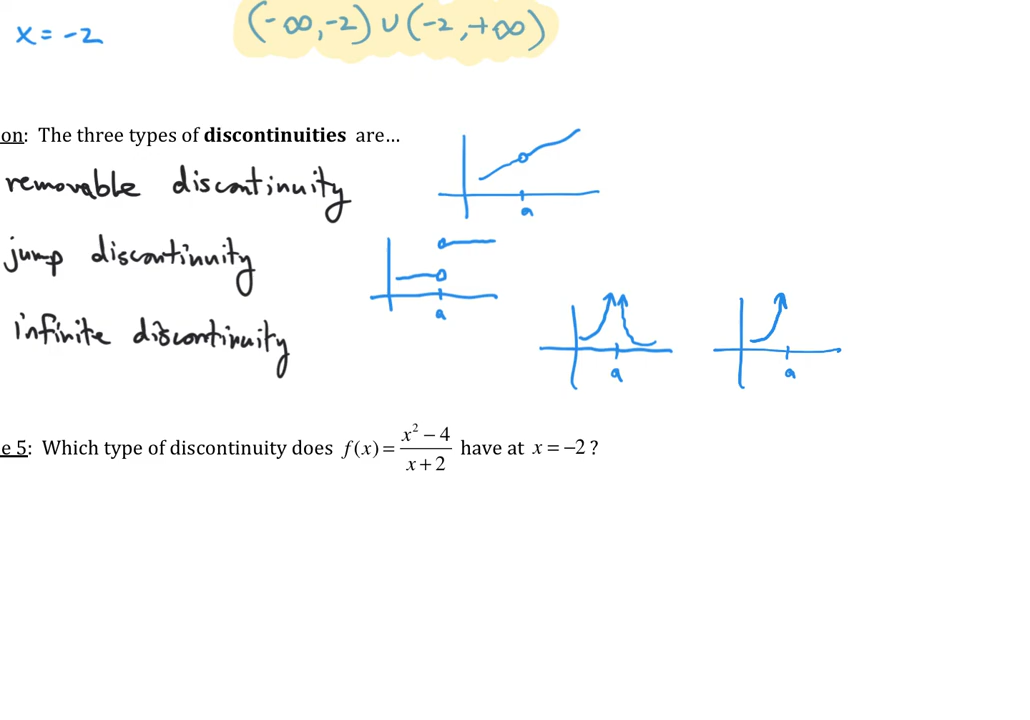 x = -2 (-∞, -2) ∪ (-2, +∞)
on: The three types of discontinuities are...
removable discontinuity
a
jump discontinuity
a
infinite discontinuity
a a
e 5: Which type of discontinuity does f(x) = (x² − 4)/(x + 2) have at x = −2 ?